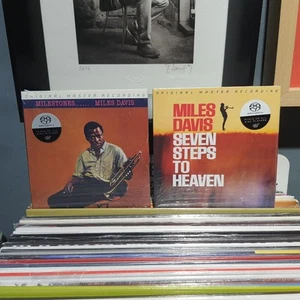 ORIGINAL MASTER RECORDING
MILESTONES MILES DAVIS
ORIGINAL MASTER RECORDING
MILES
DAVIS
SEVEN
STEPS
TO
HEAVEN